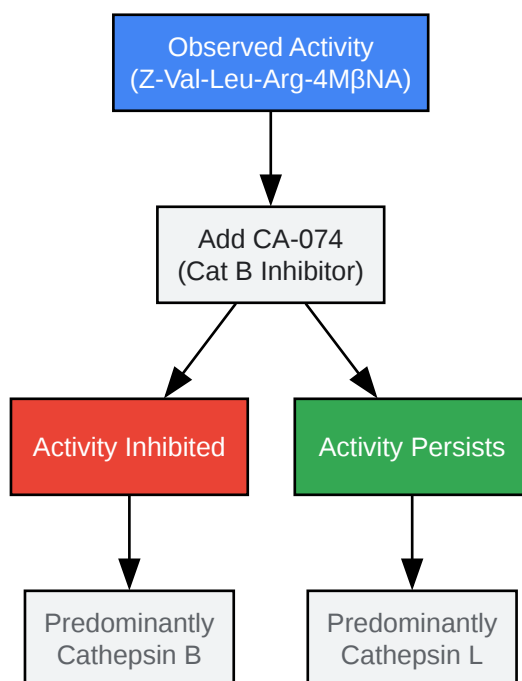 Observed Activity
(Z-Val-Leu-Arg-4MβNA)
Add CA-074
(Cat B Inhibitor)
Activity Inhibited
Activity Persists
Predominantly
Cathepsin B
Predominantly
Cathepsin L